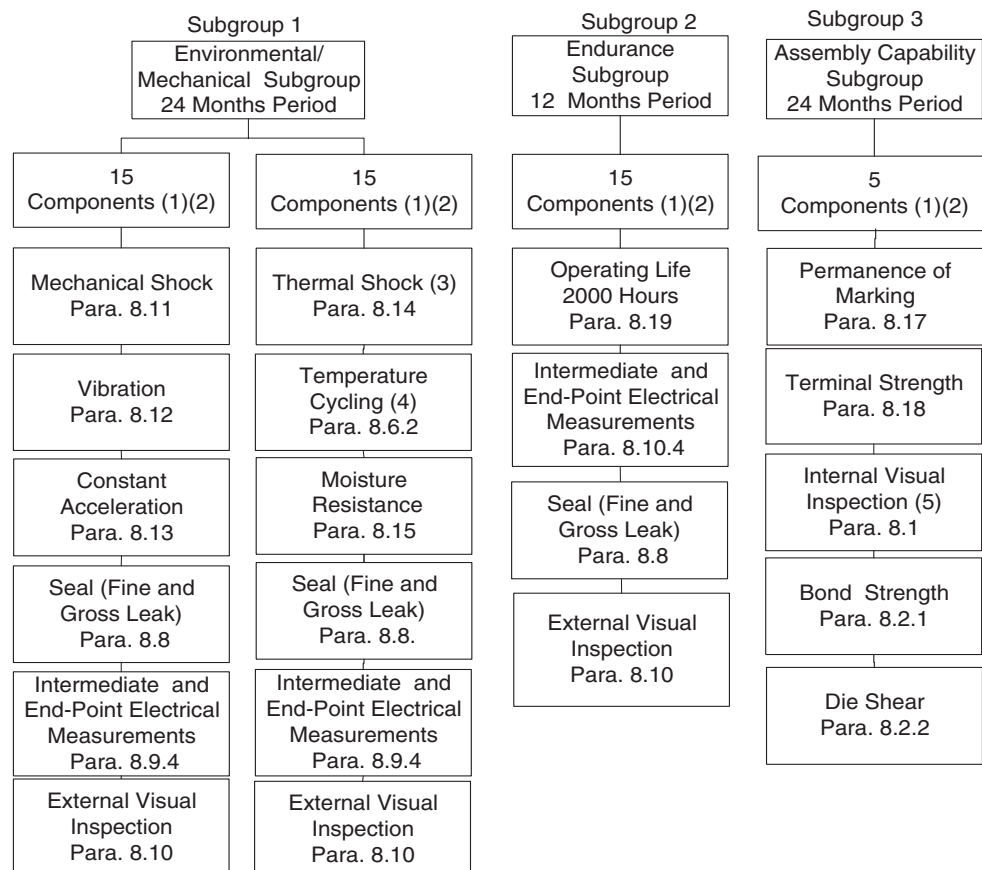 Subgroup 1
Environmental/
Mechanical Subgroup
24 Months Period
15
Components (1)(2)
Mechanical Shock
Para. 8.11
Vibration
Para. 8.12
Constant
Acceleration
Para. 8.13
Seal (Fine and
Gross Leak)
Para. 8.8
Intermediate and
End-Point Electrical
Measurements
Para. 8.9.4
External Visual
Inspection
Para. 8.10
15
Components (1)(2)
Thermal Shock (3)
Para. 8.14
Temperature
Cycling (4)
Para. 8.6.2
Moisture
Resistance
Para. 8.15
Seal (Fine and
Gross Leak)
Para. 8.8.
Intermediate and
End-Point Electrical
Measurements
Para. 8.9.4
External Visual
Inspection
Para. 8.10
Subgroup 2
Endurance
Subgroup
12 Months Period
15
Components (1)(2)
Operating Life
2000 Hours
Para. 8.19
Intermediate and
End-Point Electrical
Measurements
Para. 8.10.4
Seal (Fine and
Gross Leak)
Para. 8.8
External Visual
Inspection
Para. 8.10
Subgroup 3
Assembly Capability
Subgroup
24 Months Period
5
Components (1)(2)
Permanence of
Marking
Para. 8.17
Terminal Strength
Para. 8.18
Internal Visual
Inspection (5)
Para. 8.1
Bond Strength
Para. 8.2.1
Die Shear
Para. 8.2.2